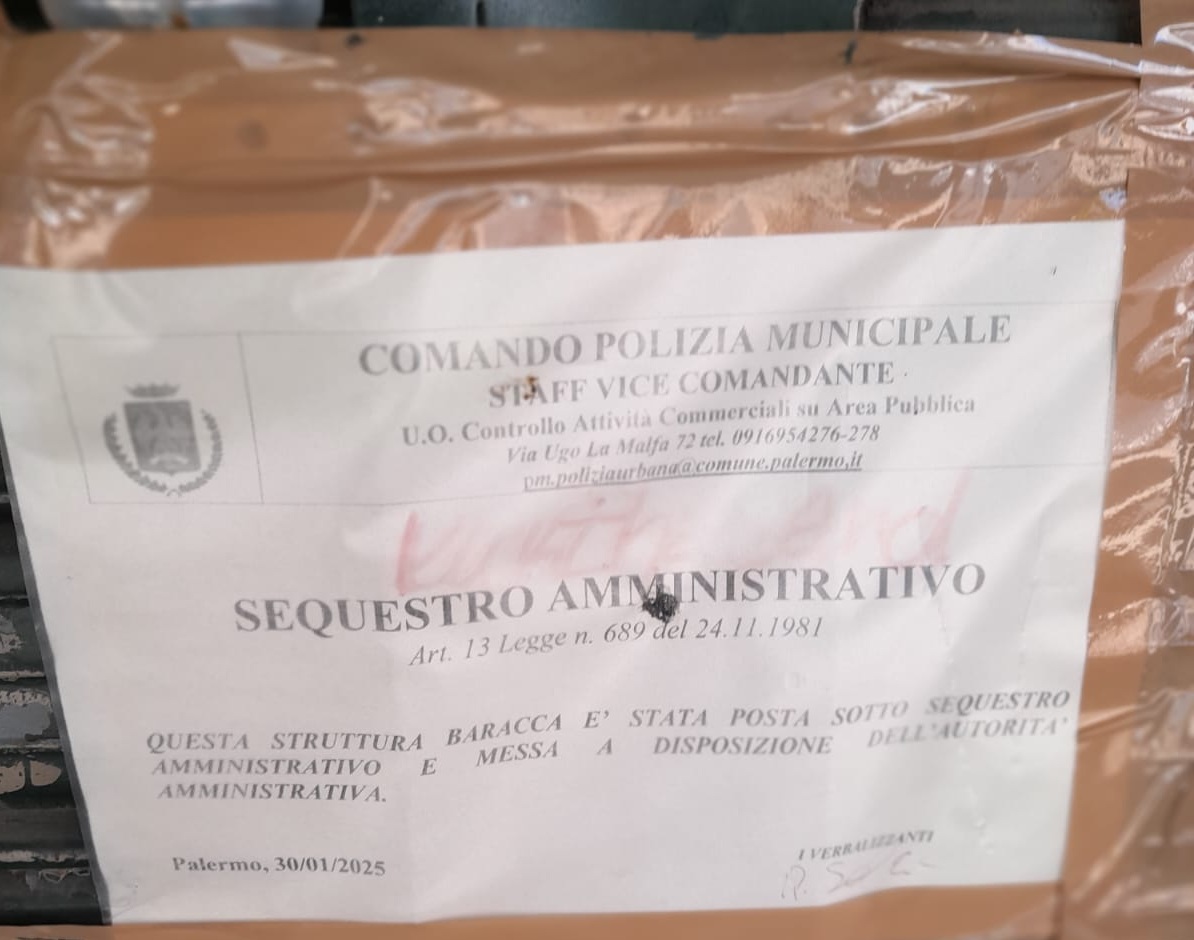 COMANDO POLIZIA MUNICIPALE
STAFF VICE COMANDANTE
U.O. Controllo Attività Commerciali su Area Pubblica
Via Ugo La Malfa 72 tel. 0916954276-278
pm.poliziaurbana@comune.palermo.it
SEQUESTRO AMMINISTRATIVO
Art. 13 Legge n. 689 del 24.11.1981
QUESTA STRUTTURA BARACCA E' STATA POSTA SOTTO SEQUESTRO
AMMINISTRATIVO E MESSA A DISPOSIZIONE DELL'AUTORITA'
AMMINISTRATIVA.
Palermo, 30/01/2025
I VERBALIZZANTI